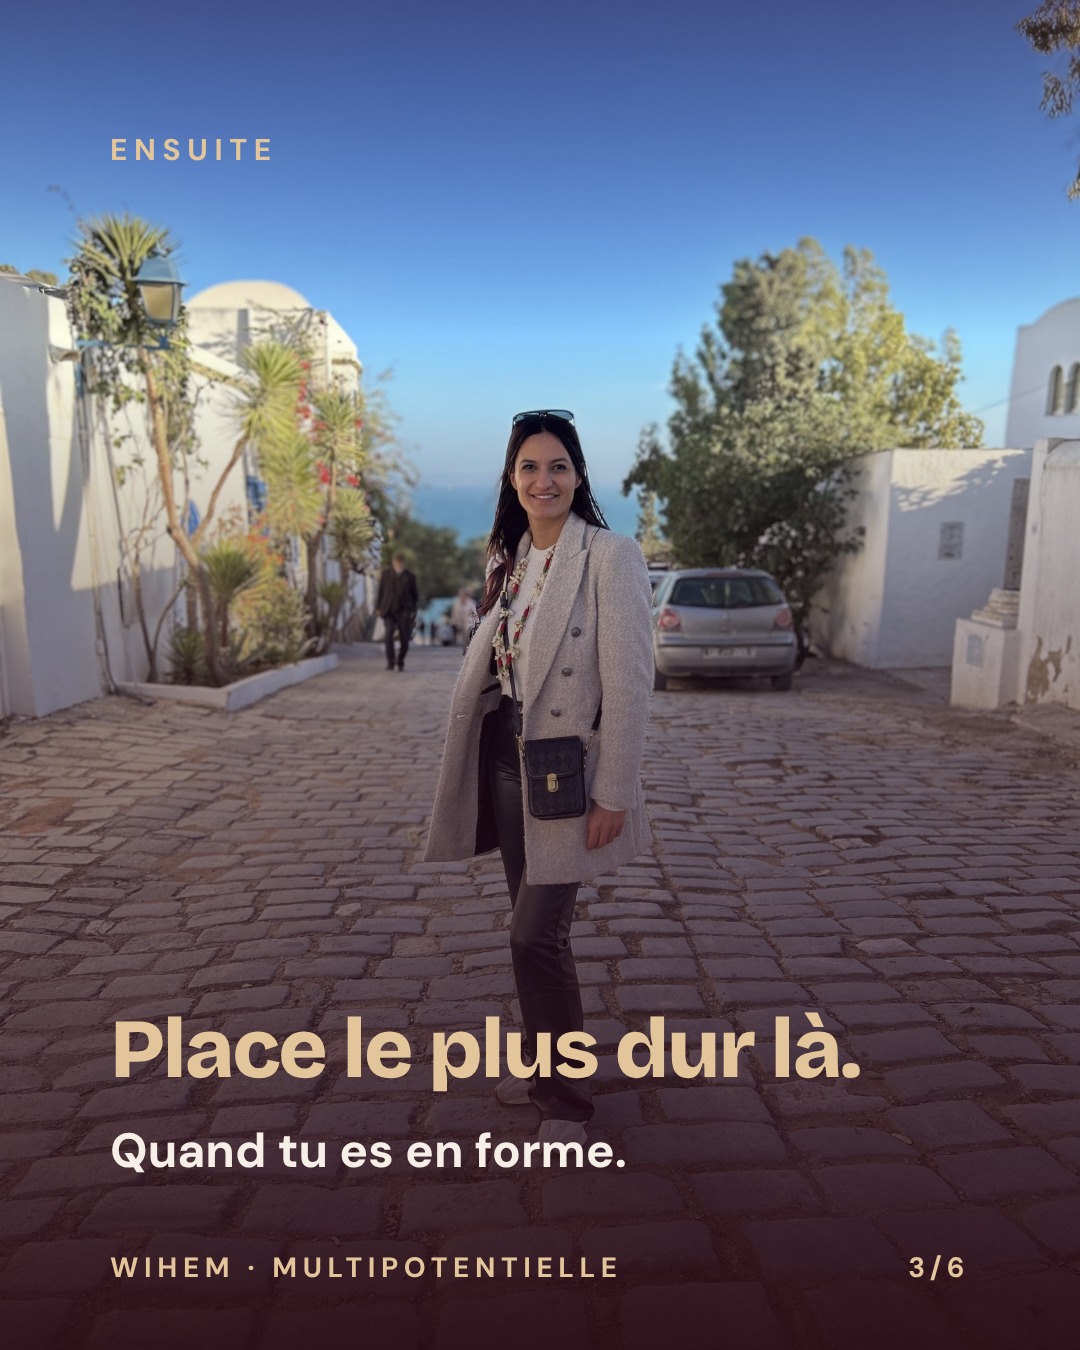 ENSUITE
Place le plus dur là.
Quand tu es en forme.
WIHEM · MULTIPOTENTIELLE
3/6